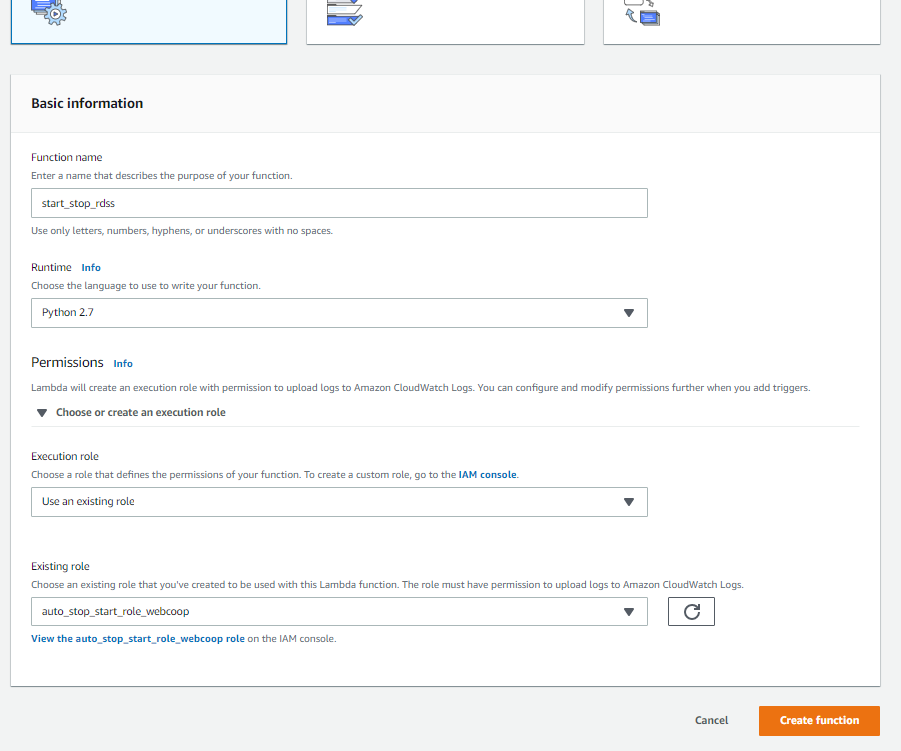 Basic information
Function name
Enter a name that describes the purpose of your function.
start_stop_rdss
Use only letters, numbers, hyphens, or underscores with no spaces.
Runtime Info
Choose the language to use to write your function.
Python 2.7
Permissions Info
Lambda will create an execution role with permission to upload logs to Amazon CloudWatch Logs. You can configure and modify permissions further when you add triggers.
Choose or create an execution role
Execution role
Choose a role that defines the permissions of your function. To create a custom role, go to the IAM console.
Use an existing role
Existing role
Choose an existing role that you've created to be used with this Lambda function. The role must have permission to upload logs to Amazon CloudWatch Logs.
auto_stop_start_role_webcoop
View the auto_stop_start_role_webcoop role on the IAM console.
Cancel Create function